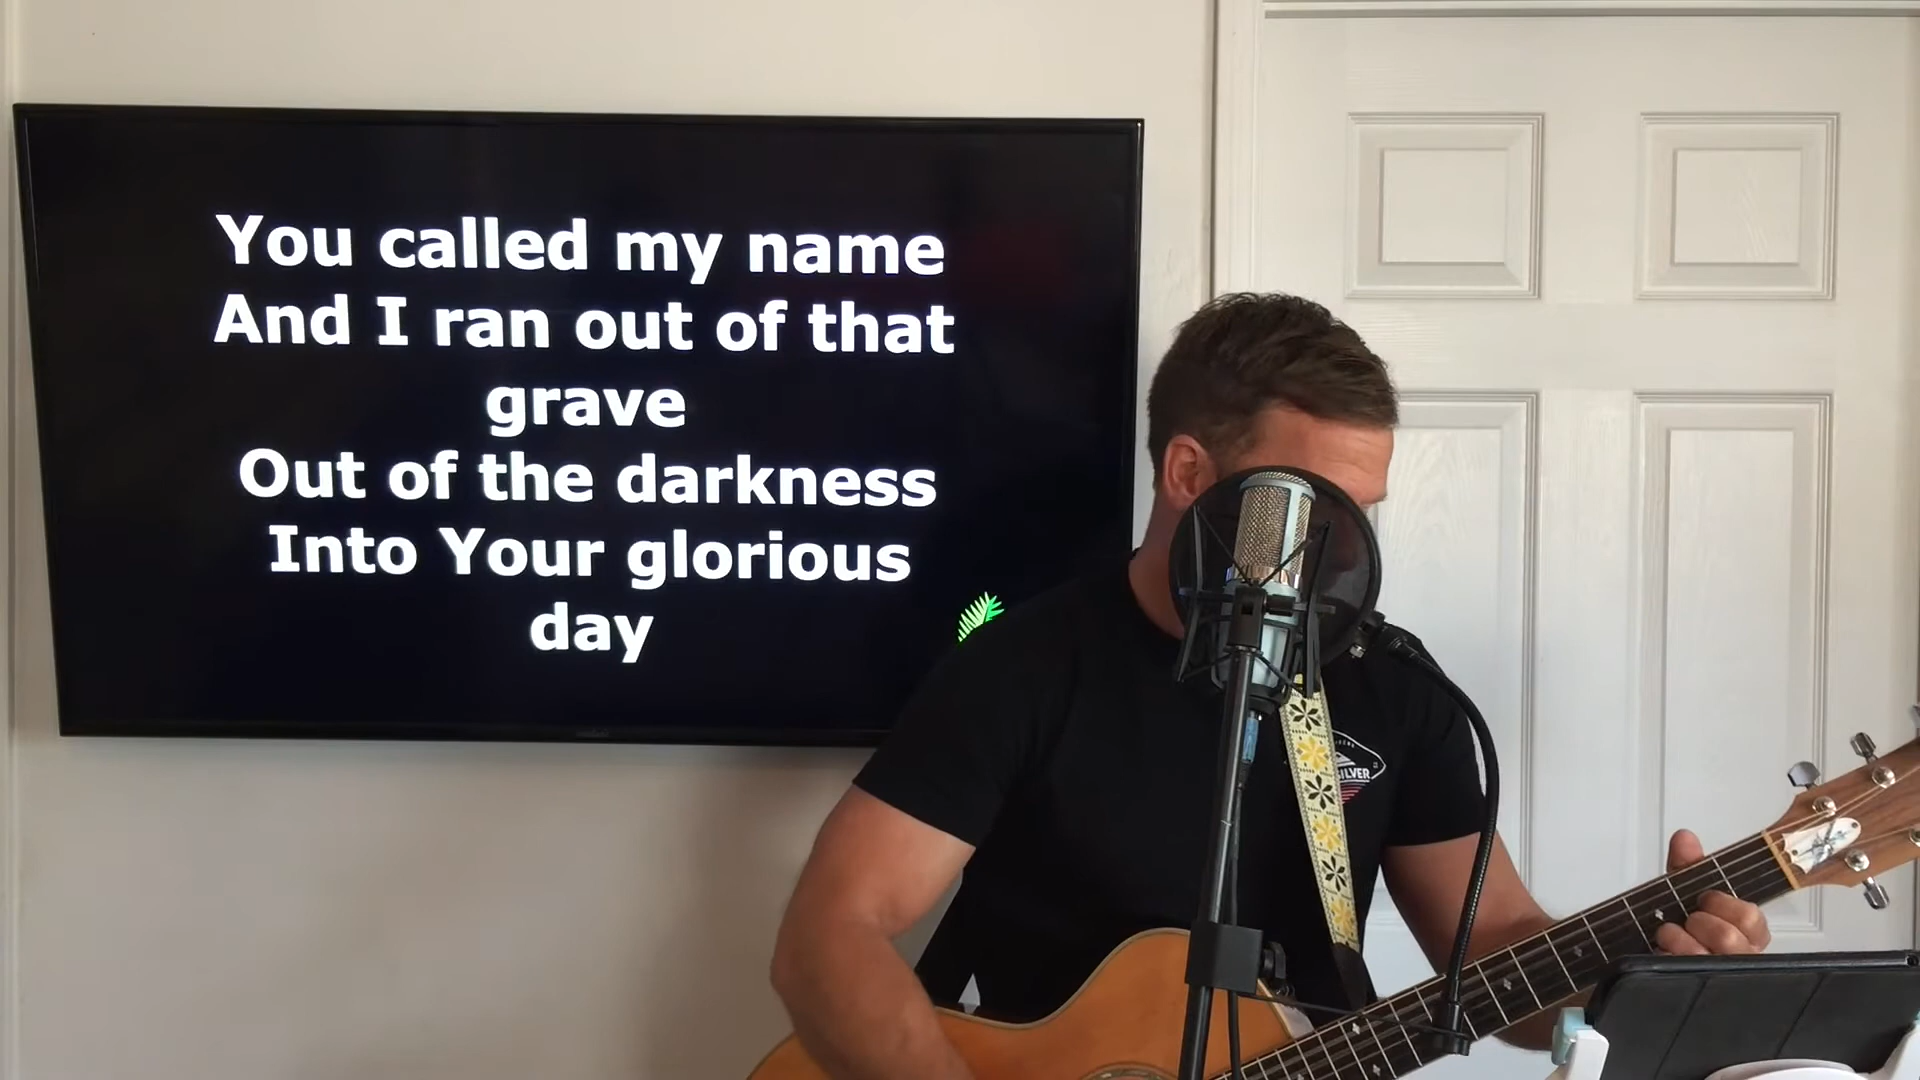 You called my name
And I ran out of that
grave
Out of the darkness
Into Your glorious
day